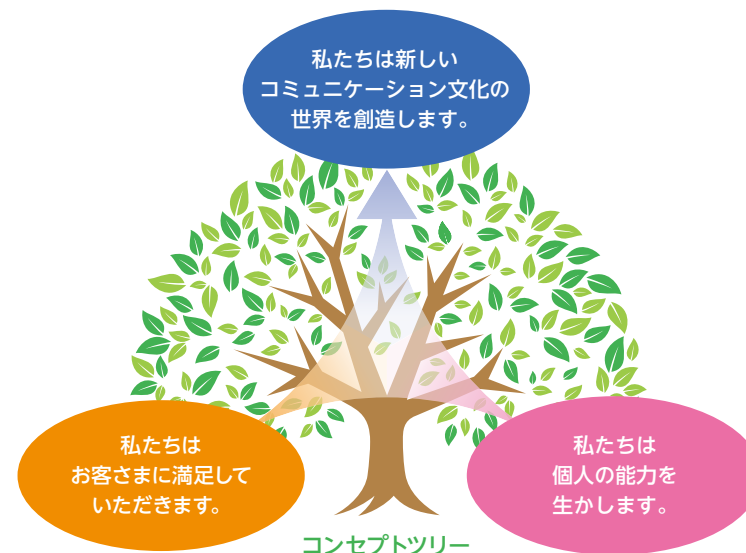 私たちは新しい
コミュニケーション文化の
世界を創造します。
私たちは
お客さまに満足して
いただきます。
私たちは
個人の能力を
生かします。
コンセプトツリー